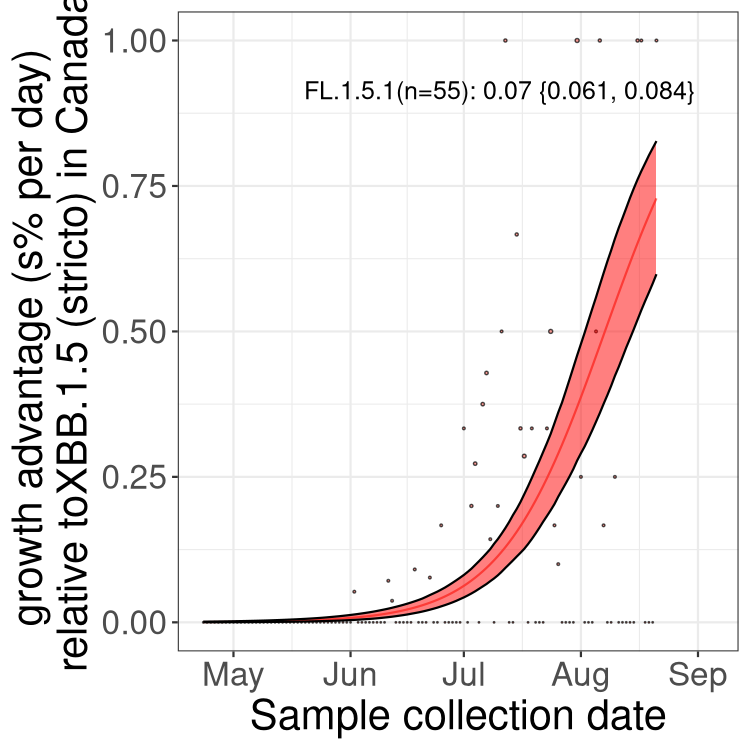 growth advantage (s% per day)
relative toXBB.1.5 (stricto) in Canada
1.00
0.75
0.50
0.25
0.00
FL.1.5.1(n=55): 0.07 {0.061, 0.084}
May Jun Jul Aug Sep
Sample collection date